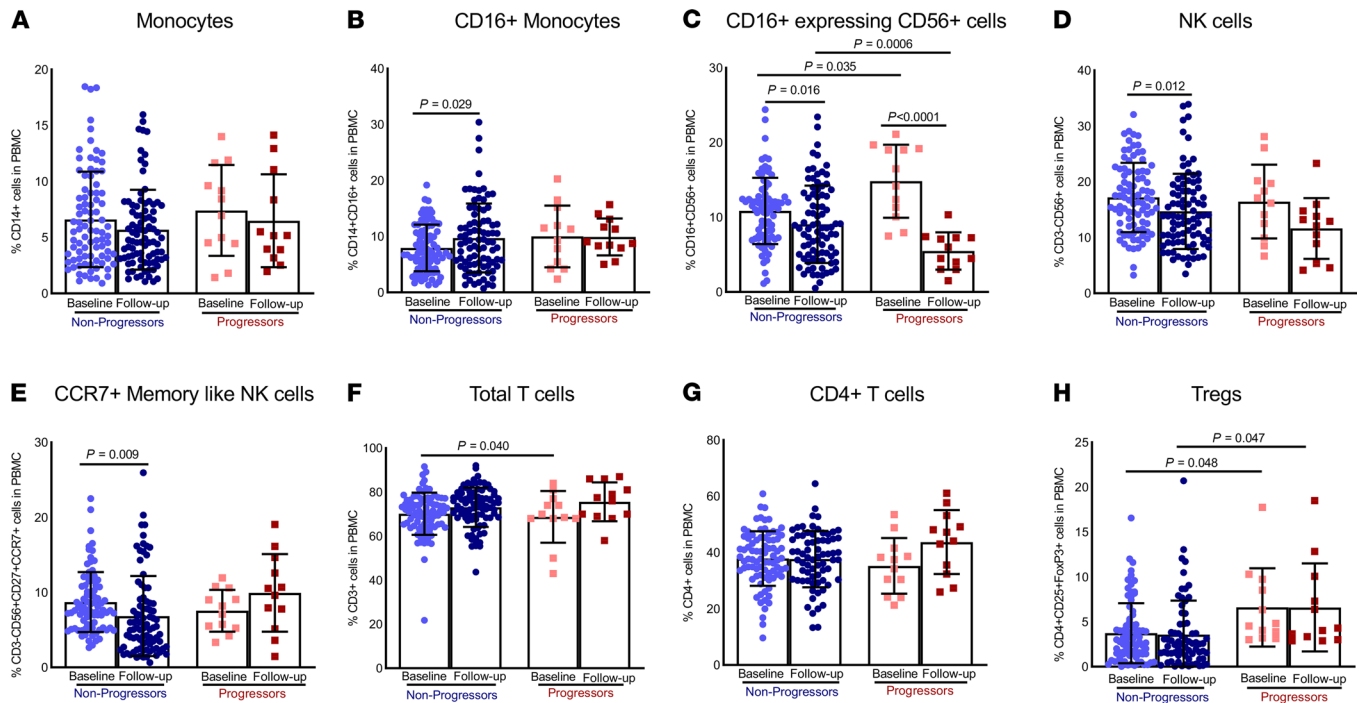 A Monocytes
% CD14+ cells in PBMC
20
15
10
5
0
Baseline Follow-up Baseline Follow-up
Non-Progressors Progressors
B CD16+ Monocytes
% CD14+CD16+ cells in PBMC
40
30
20
10
0
P = 0.029
Baseline Follow-up Baseline Follow-up
Non-Progressors Progressors
C CD16+ expressing CD56+ cells
% CD16+CD56+ cells in PBMC
30
20
10
0
P = 0.0006
P = 0.035
P = 0.016
P<0.0001
Baseline Follow-up Baseline Follow-up
Non-Progressors Progressors
D NK cells
% CD3-CD56+ cells in PBMC
40
30
20
10
0
P = 0.012
Baseline Follow-up Baseline Follow-up
Non-Progressors Progressors
E CCR7+ Memory like NK cells
% CD3-CD56+CD27+CCR7+ cells in PBMC
30
20
10
0
P = 0.009
Baseline Follow-up Baseline Follow-up
Non-Progressors Progressors
F Total T cells
% CD3+ cells in PBMC
100
80
60
40
20
0
P = 0.040
Baseline Follow-up Baseline Follow-up
Non-Progressors Progressors
G CD4+ T cells
% CD4+ cells in PBMC
80
60
40
20
0
Baseline Follow-up Baseline Follow-up
Non-Progressors Progressors
H Tregs
% CD4+CD25+FoxP3+ cells in PBMC
25
20
15
10
5
0
P = 0.047
P = 0.048
Baseline Follow-up Baseline Follow-up
Non-Progressors Progressors